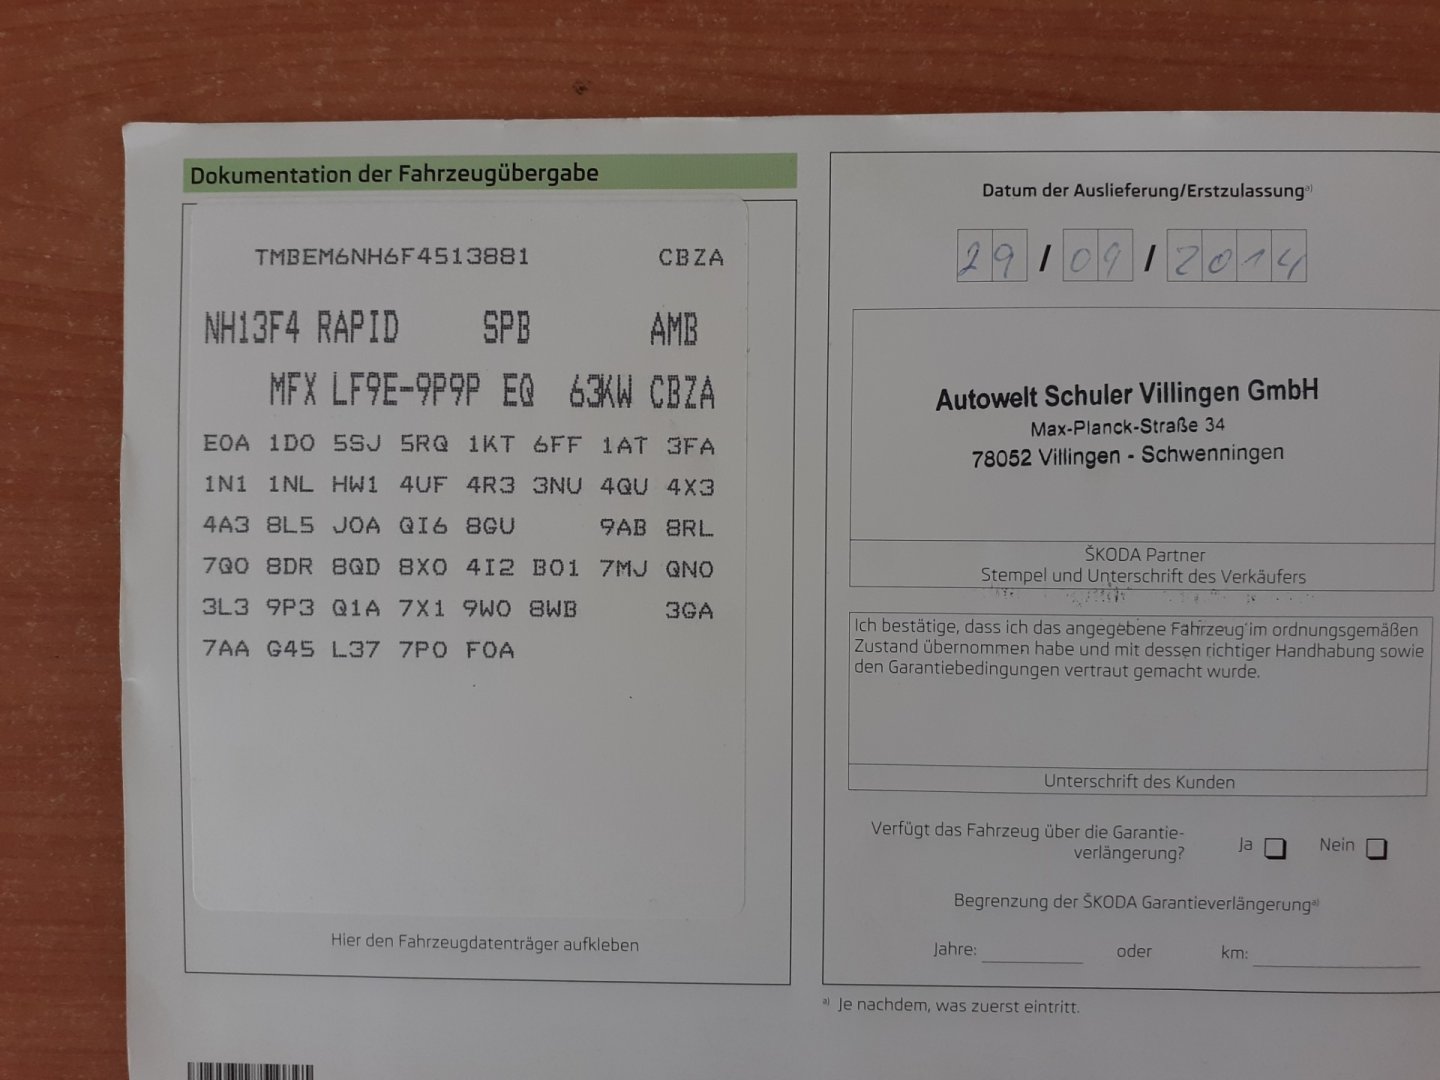 Dokumentation der Fahrzeugübergabe
TMBEM6NH6F4513881 CBZA
NH13F4 RAPID SPB AMB
MFX LF9E-9P9P EQ 63KW CBZA
E0A 1D0 5SJ 5RQ 1KT 6FF 1AT 3FA
1N1 1NL HW1 4UF 4R3 3NU 4QU 4X3
4A3 8L5 J0A QI6 8GU 9AB 8RL
7Q0 8DR 8QD 8X0 4I2 B01 7MJ QN0
3L3 9P3 Q1A 7X1 9W0 8WB 3GA
7AA G45 L37 7P0 F0A
Hier den Fahrzeugdatenträger aufkleben
Datum der Auslieferung/Erstzulassung a)
29 / 09 / 2014
Autowelt Schuler Villingen GmbH
Max-Planck-Straße 34
78052 Villingen - Schwenningen
ŠKODA Partner
Stempel und Unterschrift des Verkäufers
Ich bestätige, dass ich das angegebene Fahrzeug im ordnungsgemäßen
Zustand übernommen habe und mit dessen richtiger Handhabung sowie
den Garantiebedingungen vertraut gemacht wurde.
Unterschrift des Kunden
Verfügt das Fahrzeug über die Garantie-
verlängerung? Ja Nein
Begrenzung der ŠKODA Garantieverlängerung a)
Jahre: oder km:
a) Je nachdem, was zuerst eintritt.